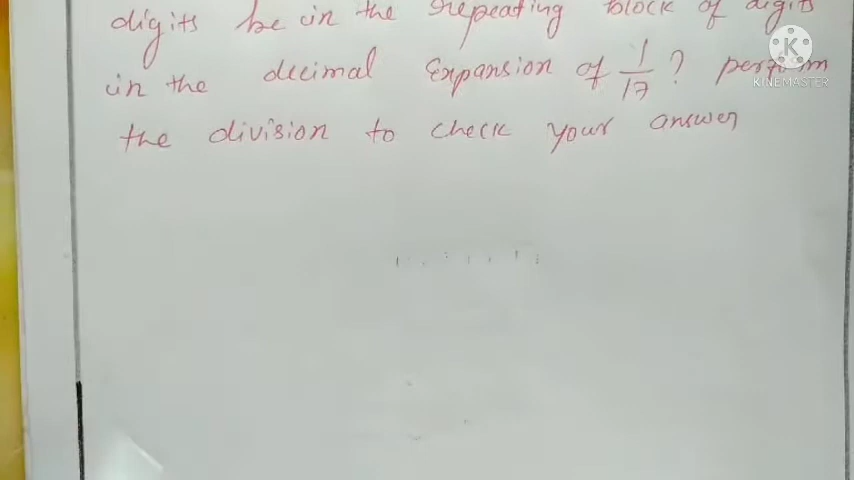 digits be in the repeating block of digits
in the decimal Expansion of 1/17 ? perform
the division to check your answer
K
KINEMASTER